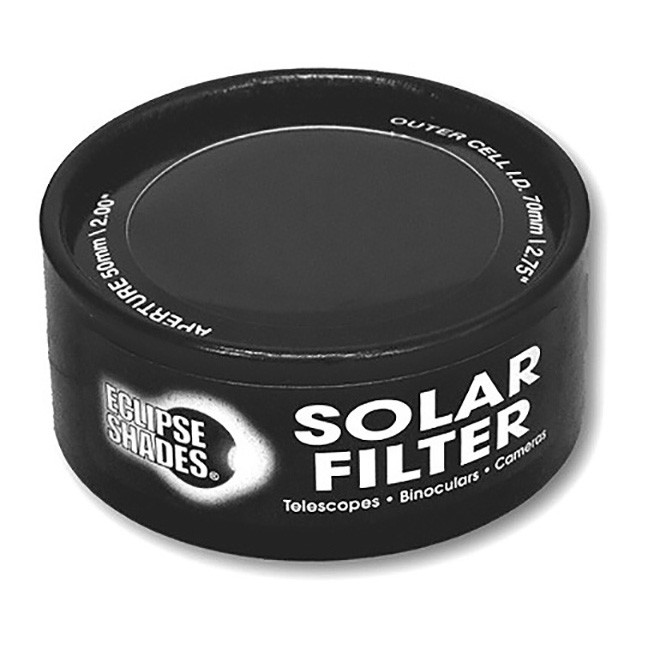 OUTER CELL I.D. 70mm | 2.75"
APERTURE 50mm \ 2.00"
ECLIPSE
SHADES®
SOLAR
FILTER
Telescopes • Binoculars • Cameras